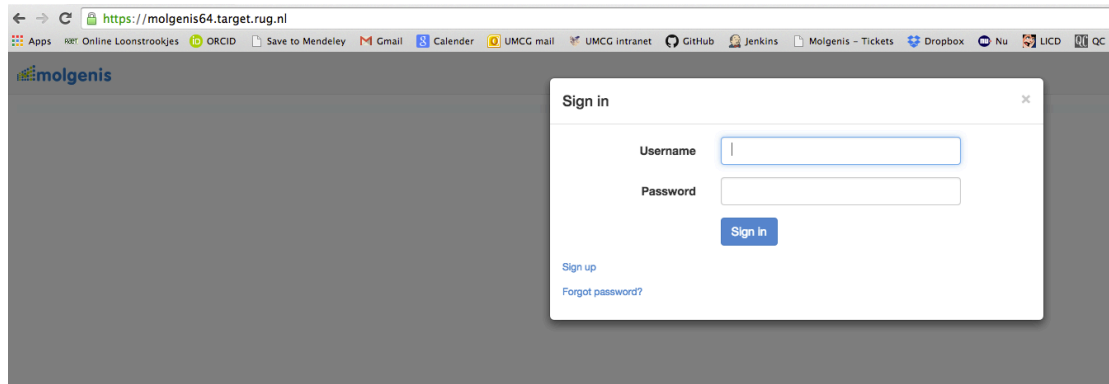 https://molgenis64.target.rug.nl
Apps Online Loonstrookjes ORCID Save to Mendeley Gmail 8 Calender UMCG mail UMCG intranet GitHub Jenkins Molgenis – Tickets Dropbox Nu LICD QC
molgenis
Sign in ×
Username
Password
Sign in
Sign up
Forgot password?